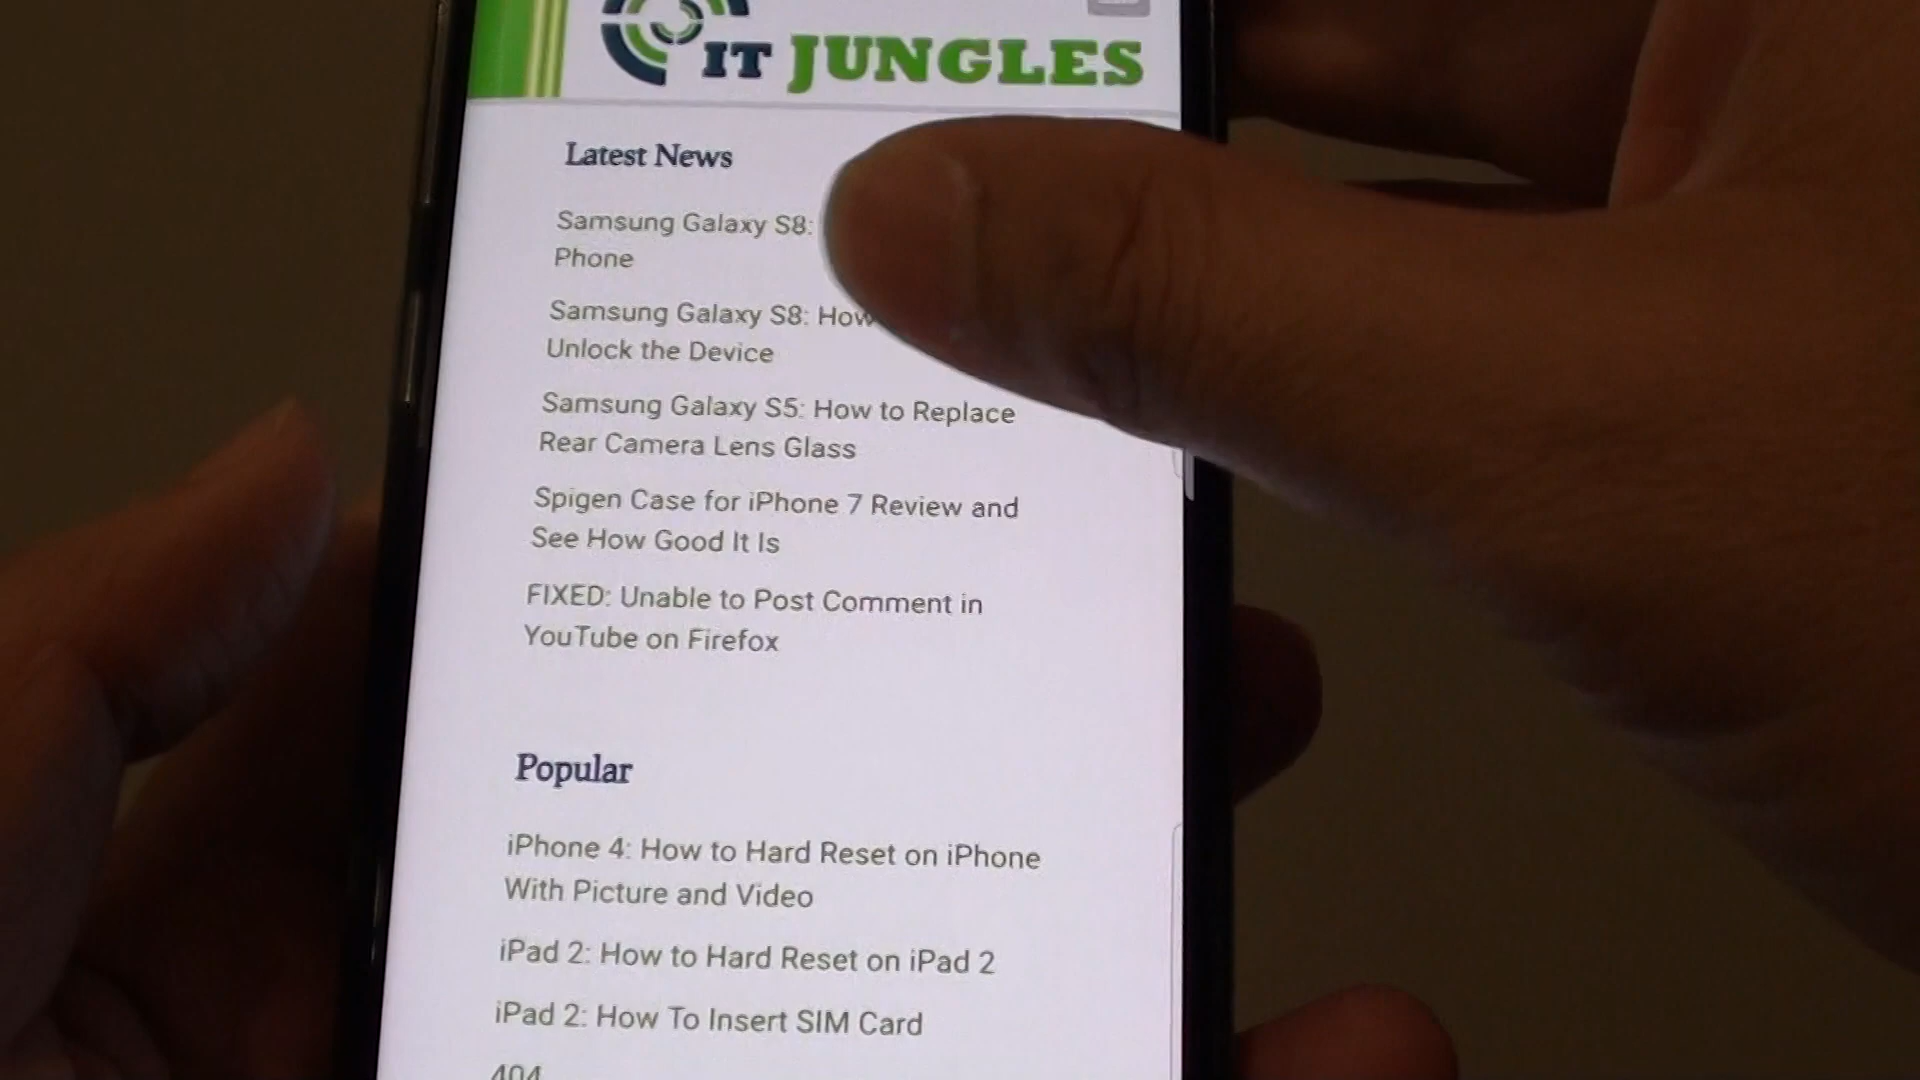 IT JUNGLES
Latest News
Samsung Galaxy S8:
Phone
Samsung Galaxy S8: How
Unlock the Device
Samsung Galaxy S5: How to Replace
Rear Camera Lens Glass
Spigen Case for iPhone 7 Review and
See How Good It Is
FIXED: Unable to Post Comment in
YouTube on Firefox
Popular
iPhone 4: How to Hard Reset on iPhone
With Picture and Video
iPad 2: How to Hard Reset on iPad 2
iPad 2: How To Insert SIM Card
404